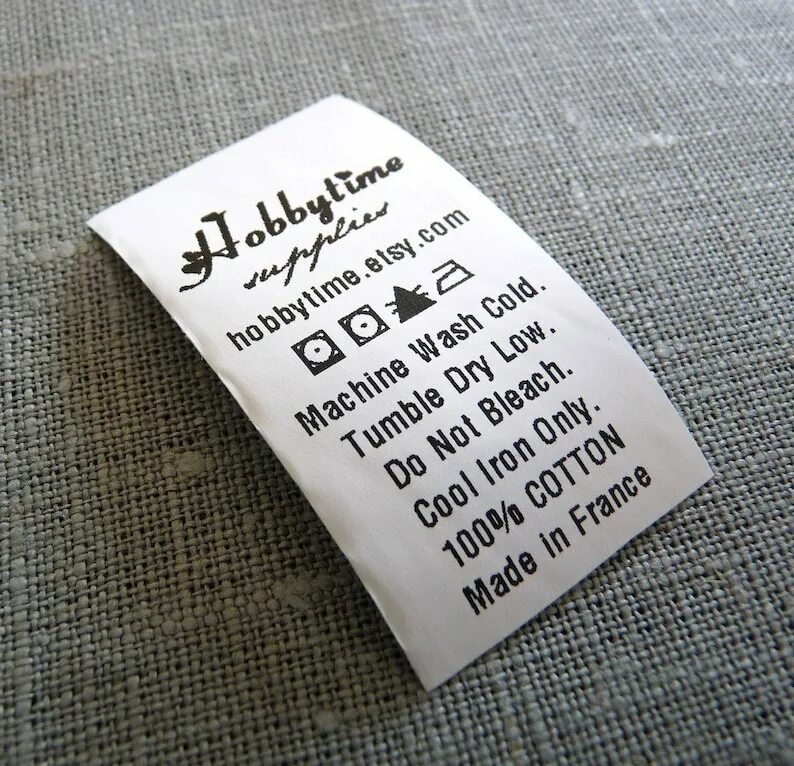 Hobbytime
supplies
hobbytime.etsy.com
Machine Wash Cold.
Tumble Dry Low.
Do Not Bleach.
Cool Iron Only.
100% COTTON
Made in France